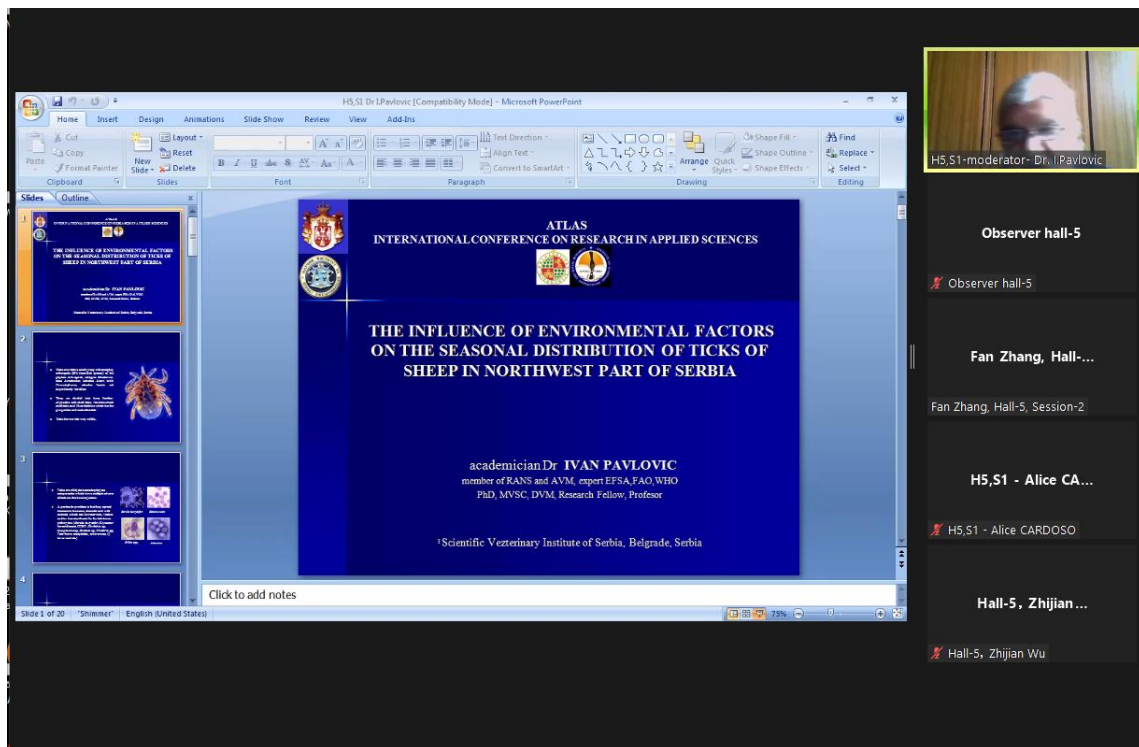 H5,S1 Dr I.Pavlovic [Compatibility Mode] - Microsoft PowerPoint
Home Insert Design Animations Slide Show Review View Add-Ins
Cut
Copy
Format Painter
Paste
Clipboard
New Slide
Layout
Reset
Delete
Slides
Font
Text Direction
Align Text
Convert to SmartArt
Paragraph
Arrange
Quick Styles
Shape Fill
Shape Outline
Shape Effects
Drawing
Find
Replace
Select
Editing
Slides Outline
1
2
3
4
ATLAS
INTERNATIONAL CONFERENCE ON RESEARCH IN APPLIED SCIENCES
THE INFLUENCE OF ENVIRONMENTAL FACTORS
ON THE SEASONAL DISTRIBUTION OF TICKS OF
SHEEP IN NORTHWEST PART OF SERBIA
academician Dr IVAN PAVLOVIC
member of RANS and AVM, expert EFSA,FAO,WHO
PhD, MVSC, DVM, Research Fellow, Profesor
¹Scientific Vezterinary Institute of Serbia, Belgrade, Serbia
Click to add notes
Slide 1 of 20 "Shimmer" English (United States)
75%
H5,S1-moderator- Dr. I.Pavlovic
Observer hall-5
Observer hall-5
Fan Zhang, Hall-...
Fan Zhang, Hall-5, Session-2
H5,S1 - Alice CA...
H5,S1 - Alice CARDOSO
Hall-5, Zhijian ...
Hall-5, Zhijian Wu